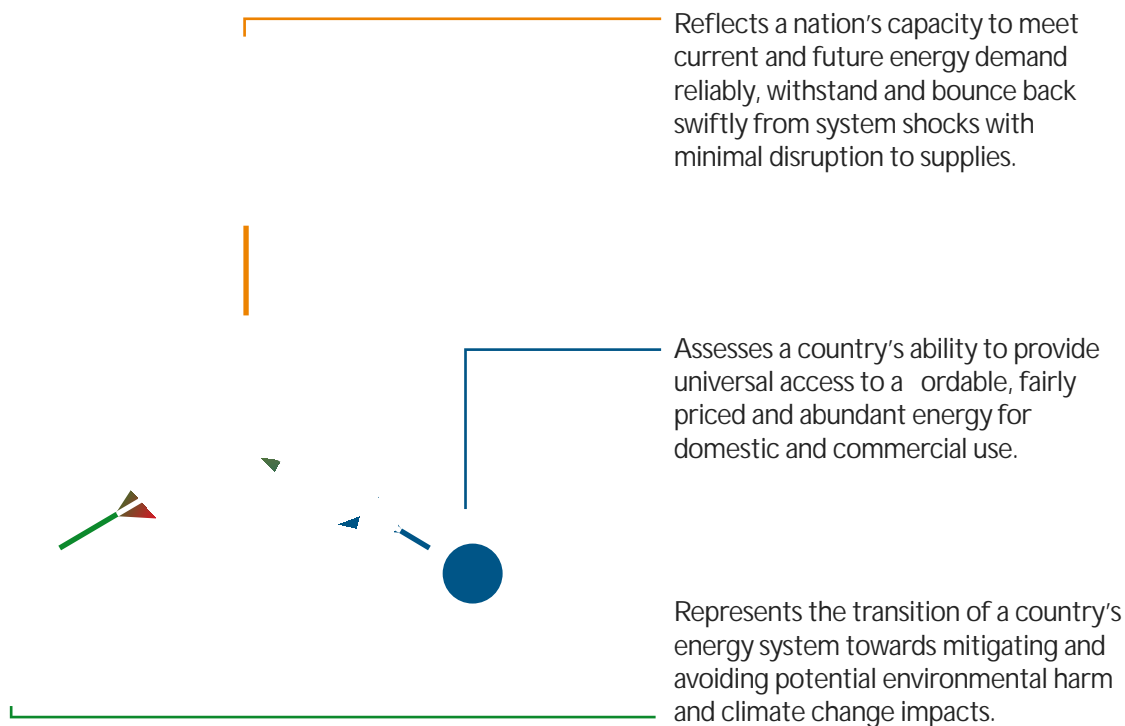 Reflects a nation’s capacity to meet
current and future energy demand
reliably, withstand and bounce back
swiftly from system shocks with
minimal disruption to supplies.
Assesses a country’s ability to provide
universal access to a ordable, fairly
priced and abundant energy for
domestic and commercial use.
Represents the transition of a country’s
energy system towards mitigating and
avoiding potential environmental harm
and climate change impacts.